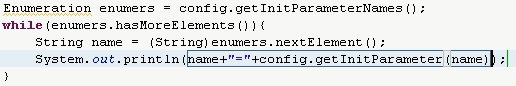 Enumeration enumers = config.getInitParameterNames();
while(enumers.hasMoreElements()){
    String name = (String)enumers.nextElement();
    System.out.println(name+"="+config.getInitParameter(name));
}